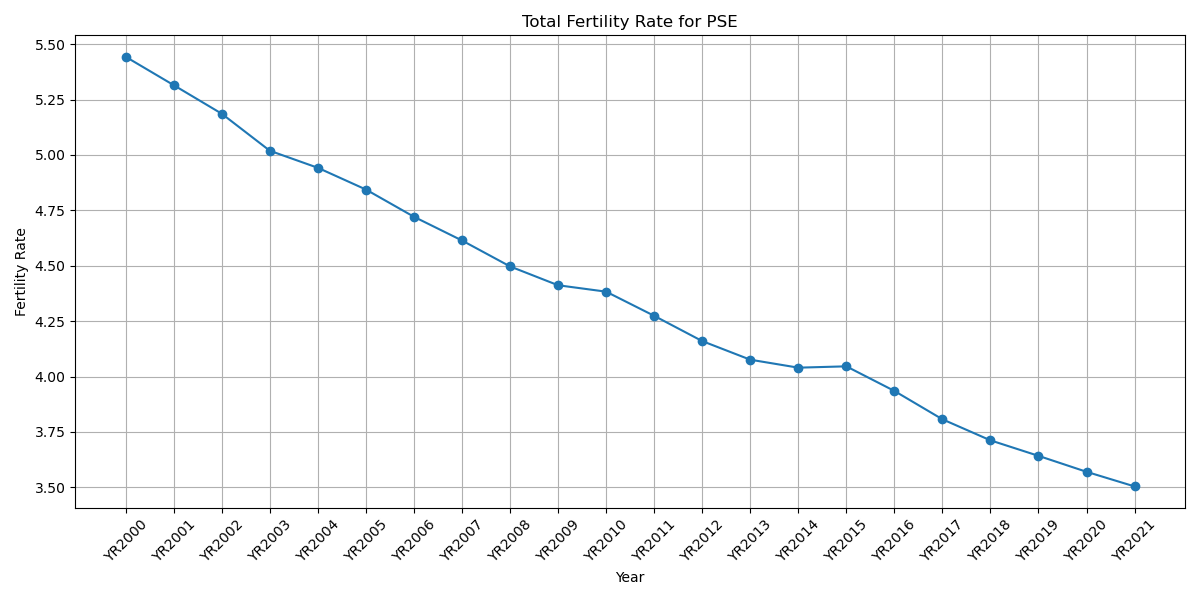 Total Fertility Rate for PSE
5.50
5.25
5.00
4.75
4.50
4.25
4.00
3.75
3.50
Fertility Rate
YR2000
YR2001
YR2002
YR2003
YR2004
YR2005
YR2006
YR2007
YR2008
YR2009
YR2010
YR2011
YR2012
YR2013
YR2014
YR2015
YR2016
YR2017
YR2018
YR2019
YR2020
YR2021
Year